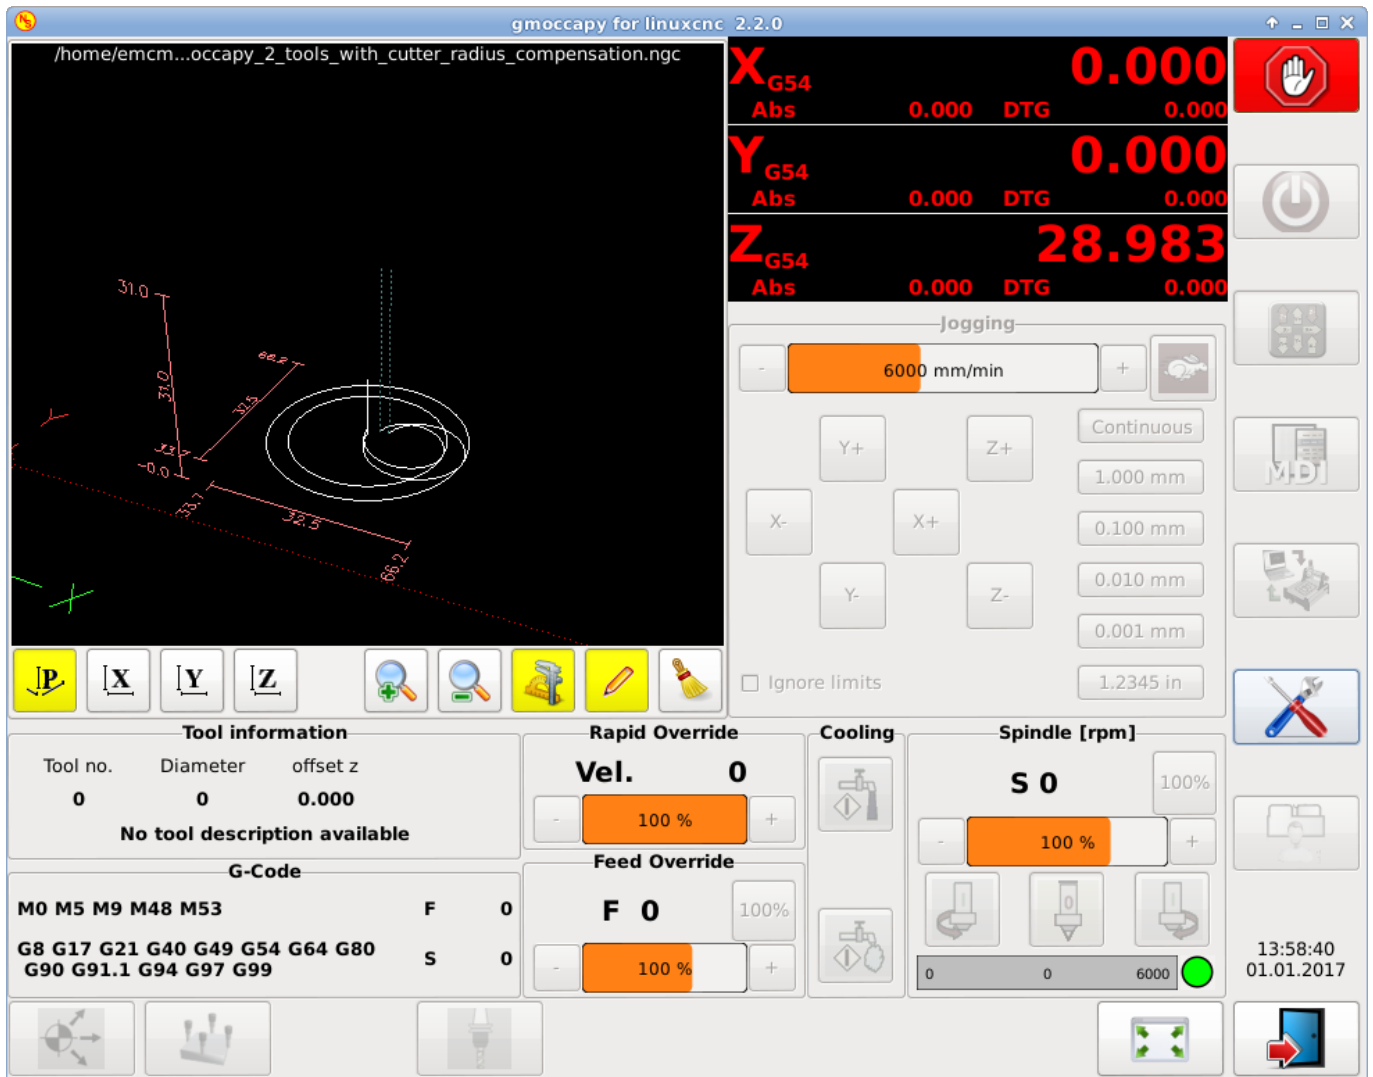 gmoccapy for linuxcnc 2.2.0
/home/emcm...occapy_2_tools_with_cutter_radius_compensation.ngc
31.0
31.0
66.2
32.5
33.7
-0.0
33.7
32.5
66.2
Y
X
X G54 0.000
Abs 0.000 DTG 0.000
Y G54 0.000
Abs 0.000 DTG 0.000
Z G54 28.983
Abs 0.000 DTG 0.000
Jogging
- 6000 mm/min +
Y+ Z+
X- X+
Y- Z-
Continuous
1.000 mm
0.100 mm
0.010 mm
0.001 mm
Ignore limits
1.2345 in
MDI
P X Y Z
Tool information
Tool no. Diameter offset z
0 0 0.000
No tool description available
G-Code
M0 M5 M9 M48 M53 F 0
G8 G17 G21 G40 G49 G54 G64 G80
G90 G91.1 G94 G97 G99 S 0
Rapid Override
Vel. 0
- 100 % +
Feed Override
F 0 100%
- 100 % +
Cooling
Spindle [rpm]
S 0 100%
- 100 % +
0
0 0 6000
13:58:40
01.01.2017